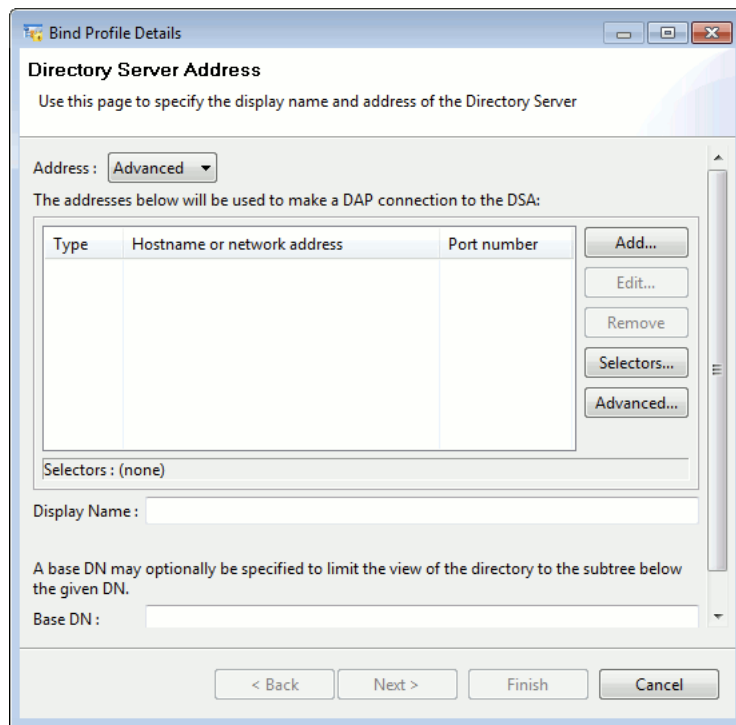 Bind Profile Details
Directory Server Address
Use this page to specify the display name and address of the Directory Server
Address : Advanced
The addresses below will be used to make a DAP connection to the DSA:
Type Hostname or network address Port number
Add...
Edit...
Remove
Selectors...
Advanced...
Selectors : (none)
Display Name :
A base DN may optionally be specified to limit the view of the directory to the subtree below
the given DN.
Base DN :
< Back Next > Finish Cancel